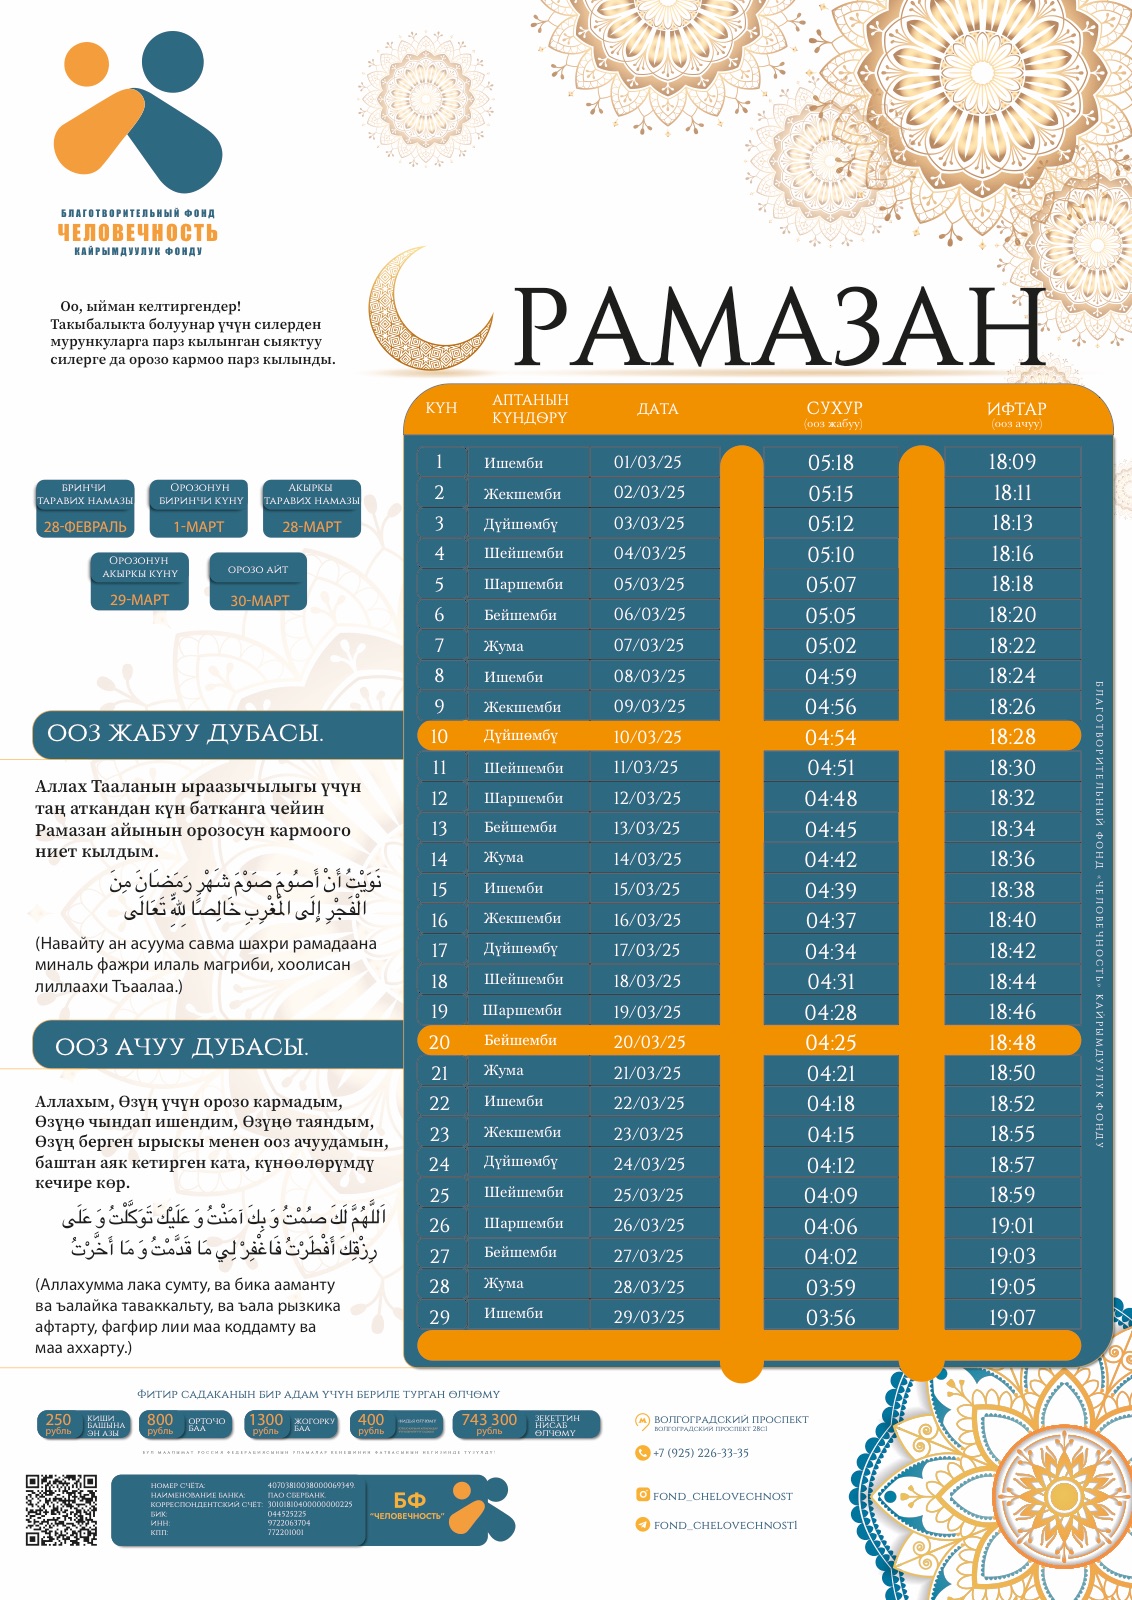 БЛАГОТВОРИТЕЛЬНЫЙ ФОНД
ЧЕЛОВЕЧНОСТЬ
КАЙРЫМДУУЛУК ФОНДУ
Оо, ыйман келтиргендер!
Такыбалыкта болуунар үчүн силерден
мурункуларга парз кылынган сыяктуу
силерге да орозо кармоо парз кылынды.
РАМАЗАН
БРИНЧИ
ТАРАВИХ НАМАЗЫ
28-ФЕВРАЛЬ
ОРОЗОНУН
БИРИНЧИ КҮНҮ
1-МАРТ
АКЫРКЫ
ТАРАВИХ НАМАЗЫ
28-МАРТ
ОРОЗОНУН
АКЫРКЫ КҮНҮ
29-МАРТ
ОРОЗО АЙТ
30-МАРТ
ООЗ ЖАБУУ ДУБАСЫ.
Аллах Тааланын ыраазычылыгы үчүн
таң аткандан күн батканга чейин
Рамазан айынын орозосун кармоого
ниет кылдым.
نَوَيْتُ أَنْ أَصُومَ صَوْمَ شَهْرِ رَمَضَانَ مِنَ
الْفَجْرِ إِلَى الْمَغْرِبِ خَالِصًا لِلَّهِ تَعَالَى
(Навайту ан асуума савма шахри рамадаана
миналь фажри илаль магриби, хоолисан
лиллаахи Тъаалаа.)
ООЗ АЧУУ ДУБАСЫ.
Аллахым, Өзүң үчүн орозо кармадым,
Өзүңө чындап ишендим, Өзүңө таяндым,
Өзүң берген ырыскы менен ооз ачуудамын,
баштан аяк кетирген ката, күнөөлөрүмдү
кечире көр.
اَللَّهُمَّ لَكَ صُمْتُ وَ بِكَ آمَنْتُ وَ عَلَيْكَ تَوَكَّلْتُ وَ عَلَى
رِزْقِكَ أَفْطَرْتُ فَاغْفِرْ لِي مَا قَدَّمْتُ وَ مَا أَخَّرْتُ
(Аллахумма лака сумту, ва бика ааманту
ва ъалайка таваккальту, ва ъала рызкика
афтарту, фагфир лии маа коддамту ва
маа аххарту.)
КҮН АПТАНЫН КҮНДӨРҮ ДАТА СУХУР (ооз жабуу) ИФТАР (ооз ачуу)
1 Ишемби 01/03/25 05:18 18:09
2 Жекшемби 02/03/25 05:15 18:11
3 Дүйшөмбү 03/03/25 05:12 18:13
4 Шейшемби 04/03/25 05:10 18:16
5 Шаршемби 05/03/25 05:07 18:18
6 Бейшемби 06/03/25 05:05 18:20
7 Жума 07/03/25 05:02 18:22
8 Ишемби 08/03/25 04:59 18:24
9 Жекшемби 09/03/25 04:56 18:26
10 Дүйшөмбү 10/03/25 04:54 18:28
11 Шейшемби 11/03/25 04:51 18:30
12 Шаршемби 12/03/25 04:48 18:32
13 Бейшемби 13/03/25 04:45 18:34
14 Жума 14/03/25 04:42 18:36
15 Ишемби 15/03/25 04:39 18:38
16 Жекшемби 16/03/25 04:37 18:40
17 Дүйшөмбү 17/03/25 04:34 18:42
18 Шейшемби 18/03/25 04:31 18:44
19 Шаршемби 19/03/25 04:28 18:46
20 Бейшемби 20/03/25 04:25 18:48
21 Жума 21/03/25 04:21 18:50
22 Ишемби 22/03/25 04:18 18:52
23 Жекшемби 23/03/25 04:15 18:55
24 Дүйшөмбү 24/03/25 04:12 18:57
25 Шейшемби 25/03/25 04:09 18:59
26 Шаршемби 26/03/25 04:06 19:01
27 Бейшемби 27/03/25 04:02 19:03
28 Жума 28/03/25 03:59 19:05
29 Ишемби 29/03/25 03:56 19:07
БЛАГОТВОРИТЕЛЬНЫЙ ФОНД «ЧЕЛОВЕЧНОСТЬ» КАЙРЫМДУУЛУК ФОНДУ
ФИТИР САДАКАНЫН БИР АДАМ ҮЧҮН БЕРИЛЕ ТУРГАН ӨЛЧӨМҮ
250 рубль
КИШИ
БАШЫНА
ЭН АЗЫ
800 рубль
ОРТОЧО
БАА
1300 рубль
ЖОГОРКУ
БАА
400 рубль
743 300 рубль
ЗЕКЕТТИН
НИСАБ
ӨЛЧӨМҮ
БУЛ МААЛЫМАТ РОССИЯ ФЕДЕРАЦИЯСЫНЫН УЛАМАЛАР КЕҢЕШИНИН ФАТВАСЫНЫН НЕГИЗИНДЕ ТҮЗҮЛДҮ!
НОМЕР СЧЁТА: 40703810038000069349.
НАИМЕНОВАНИЕ БАНКА: ПАО СБЕРБАНК.
КОРРЕСПОНДЕНТСКИЙ СЧЁТ: 30101810400000000225
БИК: 044525225
ИНН: 9722063704
КПП: 772201001
БФ
"ЧЕЛОВЕЧНОСТЬ"
ВОЛГОГРАДСКИЙ ПРОСПЕКТ
ВОЛГОГРАДСКИЙ ПРОСПЕКТ 28С1
+7 (925) 226-33-35
FOND_CHELOVECHNOST
FOND_CHELOVECHNOST1